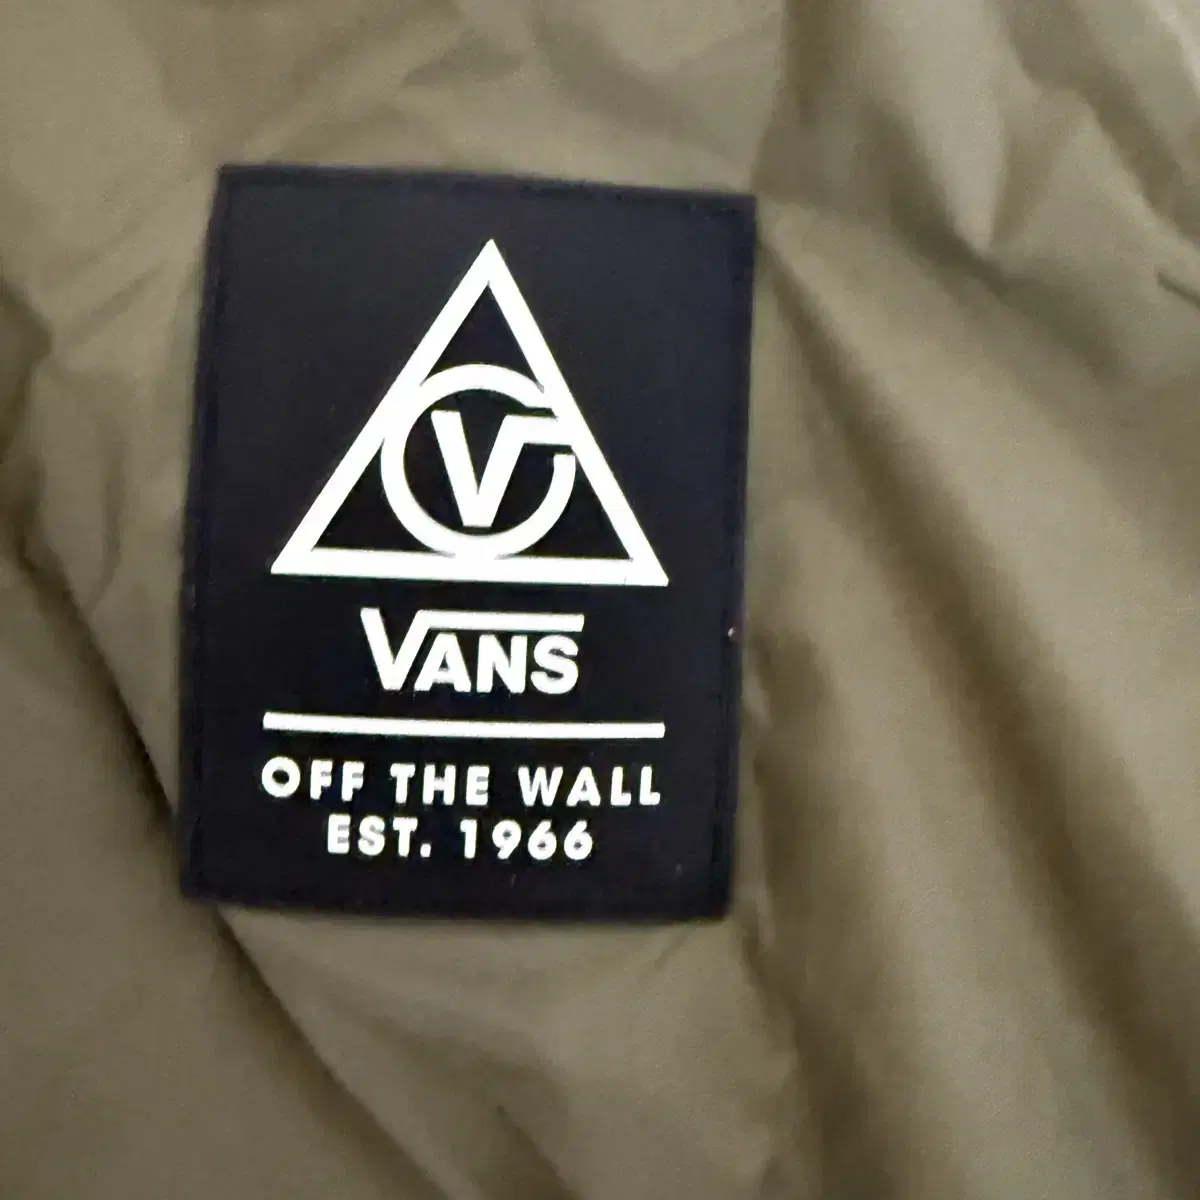 V
VANS
OFF THE WALL
EST. 1966